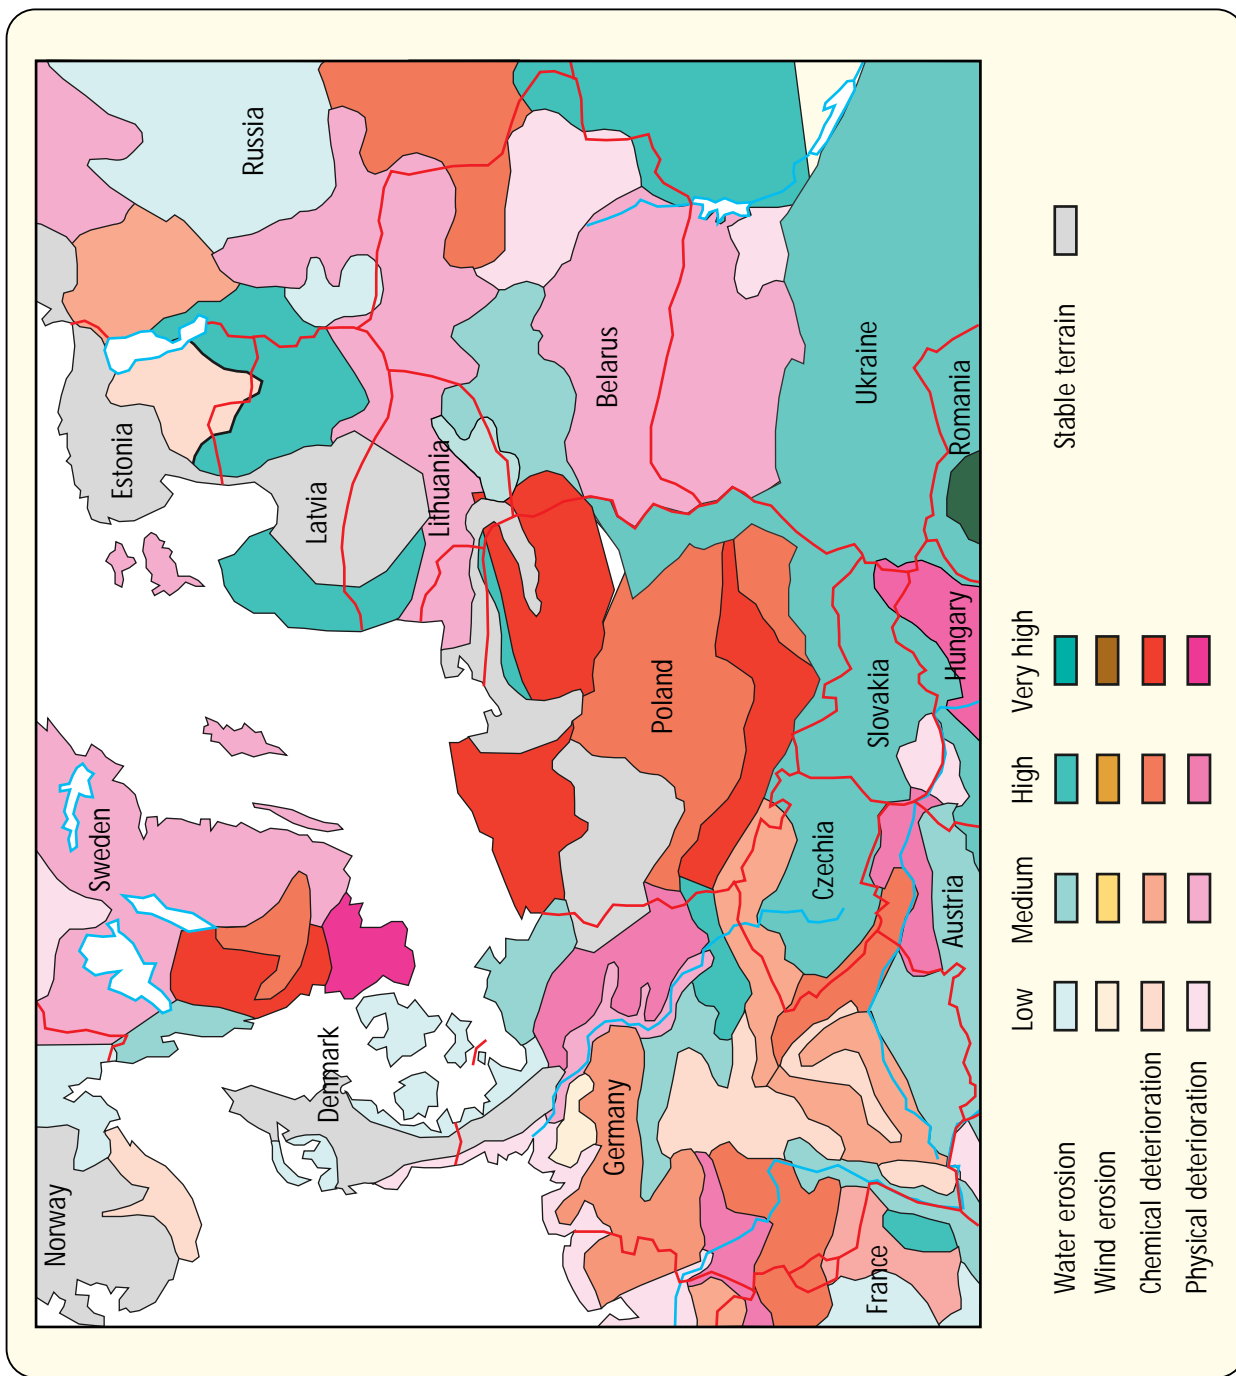 Norway
Sweden
Denmark
Estonia
Latvia
Lithuania
Russia
Germany
Poland
Belarus
France
Czechia
Slovakia
Ukraine
Austria
Hungary
Romania
Low
Medium
High
Very high
Water erosion
Stable terrain
Wind erosion
Chemical deterioration
Physical deterioration